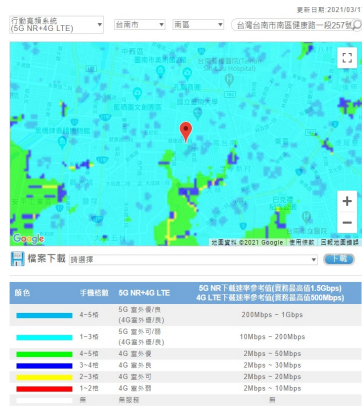 更新日期:2021/03/1
行動寬頻系統
(5G NR+4G LTE)
台南市
南區
台灣台南市南區健康路一段257號
中西區
Google
地圖資料 ©2021 Google
使用條款
回報地圖錯誤
檔案下載
請選擇
下載
顏色 手機格數 5G NR+4G LTE 5G NR下載速率參考值(資費最高值1.5Gbps)
4G LTE下載速率參考值(資費最高值500Mbps)
4~5格 5G 室外優/良 200Mbps ~ 1Gbps
(4G室外優/良)
1~3格 5G 室外可/弱 10Mbps ~ 200Mbps
(4G室外優/良)
4~5格 4G 室外優 2Mbps ~ 50Mbps
3~4格 4G 室外良 2Mbps ~ 30Mbps
2~3格 4G 室外可 2Mbps ~ 20Mbps
1~2格 4G 室外弱 2Mbps ~ 10Mbps
無 無服務 無